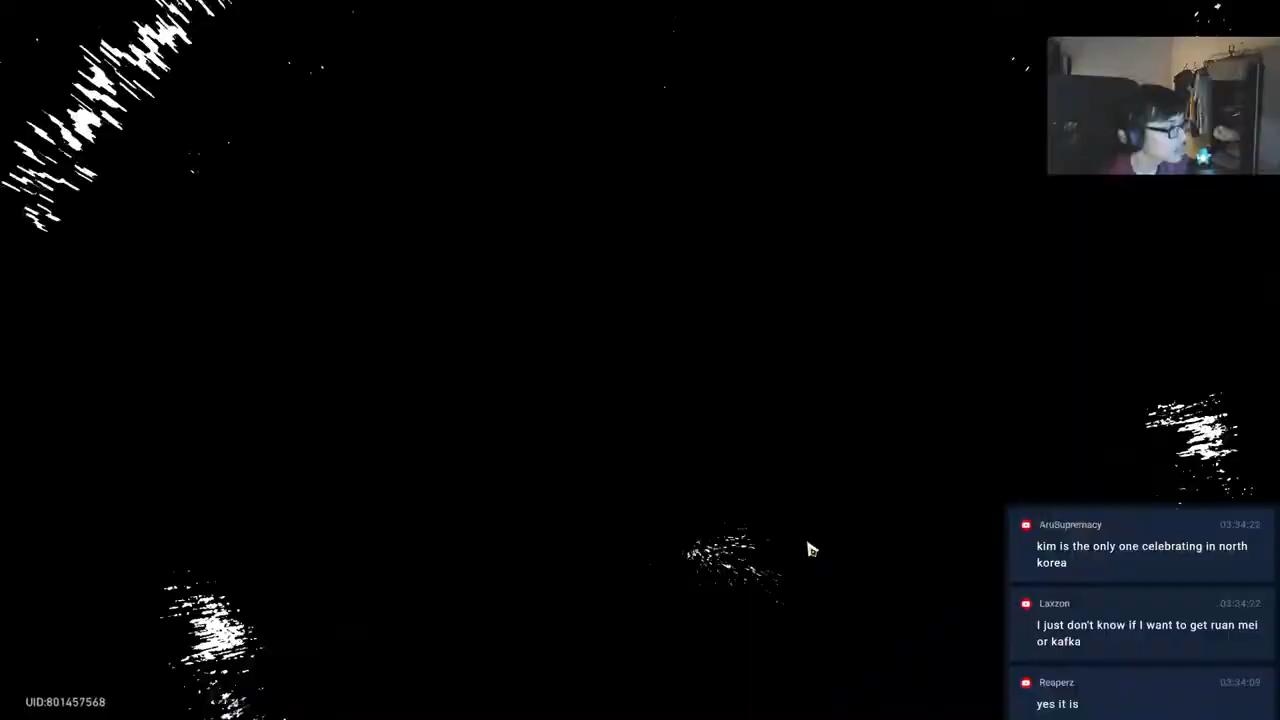 AruSupremacy 03:34:22
kim is the only one celebrating in north
korea
Laxzon 03:34:22
I just don't know if I want to get ruan mei
or kafka
Reaperz 03:34:09
yes it is
UID:801457568